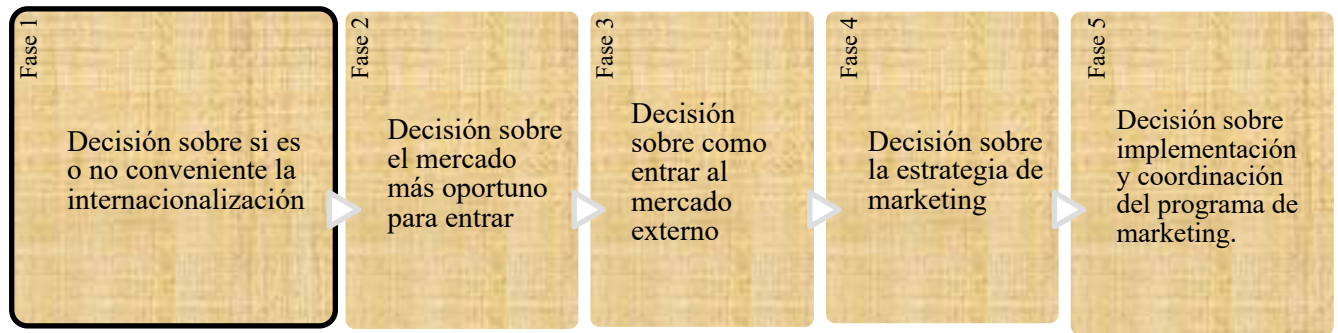 Fase 1
Decisión sobre si es
o no conveniente la
internacionalización
Fase 2
Decisión sobre
el mercado
más oportuno
para entrar
Fase 3
Decisión
sobre como
entrar al
mercado
externo
Fase 4
Decisión sobre
la estrategia de
marketing
Fase 5
Decisión sobre
implementación
y coordinación
del programa de
marketing.